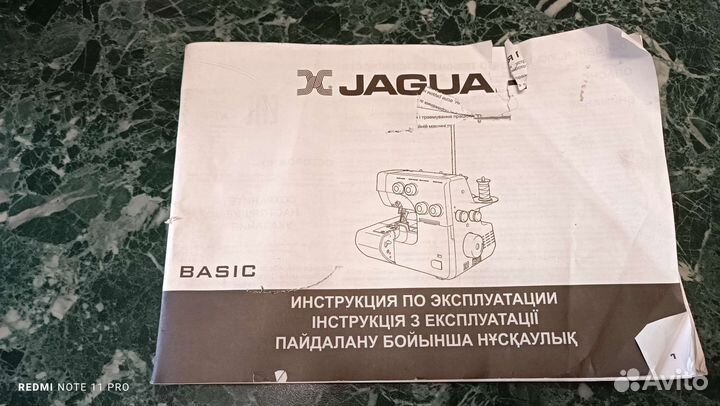 JAGUA
BASIC
ИНСТРУКЦИЯ ПО ЭКСПЛУАТАЦИИ
ІНСТРУКЦІЯ З ЕКСПЛУАТАЦІЇ
ПАЙДАЛАНУ БОЙЫНША НҰСҚАУЛЫҚ
REDMI NOTE 11 PRO
Avito